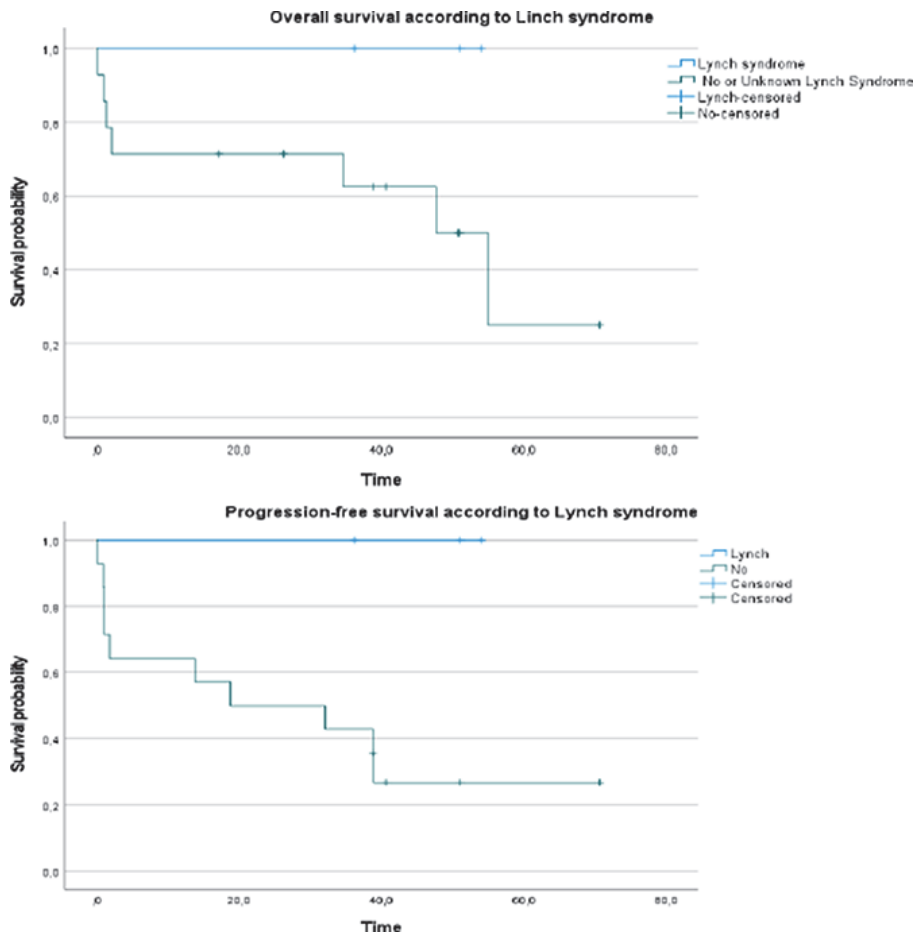 Overall survival according to Linch syndrome
Lynch syndrome
No or Unknown Lynch Syndrome
Lynch-censored
No-censored
Survival probability
1,0
0,8
0,6
0,4
0,2
0,0
,0 20,0 40,0 60,0 80,0
Time
Progression-free survival according to Lynch syndrome
Lynch
No
Censored
Censored
Survival probability
1,0
0,8
0,6
0,4
0,2
0,0
,0 20,0 40,0 60,0 80,0
Time